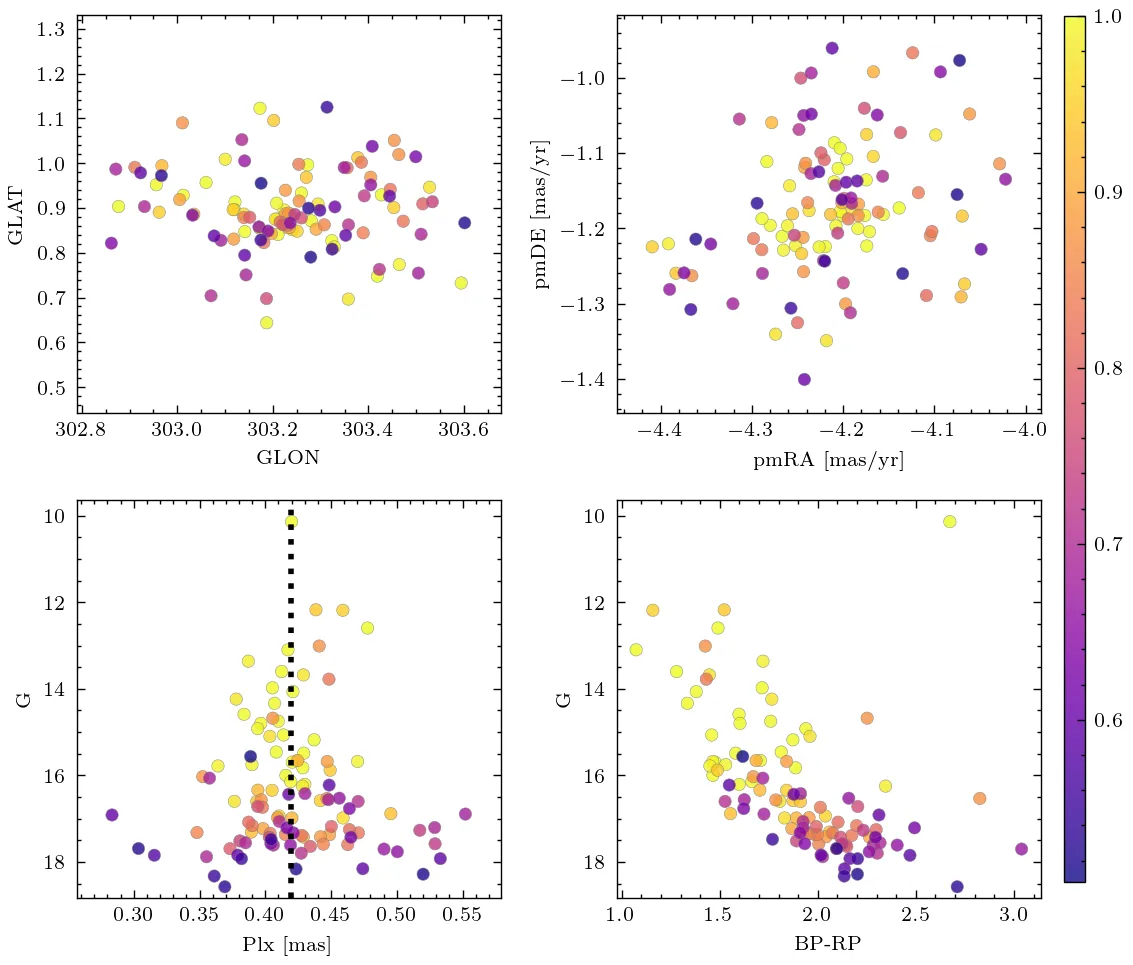 1.3
1.2
1.1
1.0
0.9
0.8
0.7
0.6
0.5
GLAT
302.8 303.0 303.2 303.4 303.6
GLON
−1.0
−1.1
−1.2
−1.3
−1.4
pmDE [mas/yr]
−4.4 −4.3 −4.2 −4.1 −4.0
pmRA [mas/yr]
10
12
14
16
18
G
0.30 0.35 0.40 0.45 0.50 0.55
Plx [mas]
10
12
14
16
18
G
1.0 1.5 2.0 2.5 3.0
BP-RP
1.0
0.9
0.8
0.7
0.6